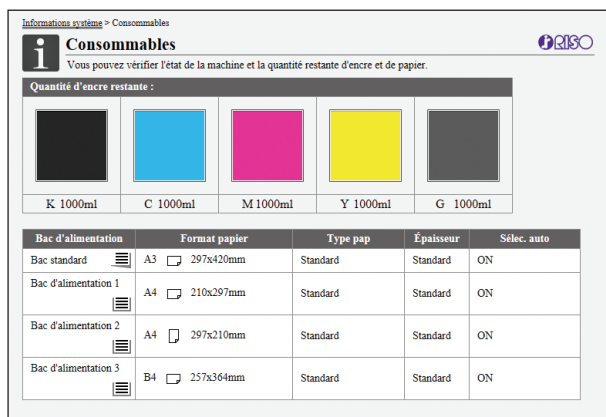 Informations système > Consommables
Consommables
RISO
Vous pouvez vérifier l'état de la machine et la quantité restante d'encre et de papier.
Quantité d'encre restante :
K 1000ml C 1000ml M 1000ml Y 1000ml G 1000ml
Bac d'alimentation Format papier Type pap Épaisseur Sélec. auto
Bac standard A3 297x420mm Standard Standard ON
Bac d'alimentation 1
A4 210x297mm Standard Standard ON
Bac d'alimentation 2
A4 297x210mm Standard Standard ON
Bac d'alimentation 3
B4 257x364mm Standard Standard ON